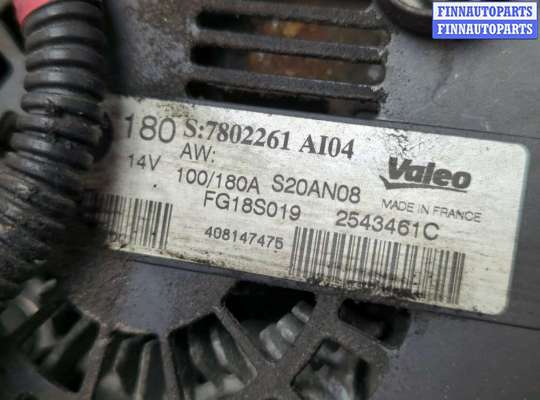 FINNAUTOPARTS
FINNAUTOPARTS
180 S:7802261 AI04
AW:
14V 100/180A S20AN08
Valeo
FG18S019
MADE IN FRANCE
2543461C
408147475